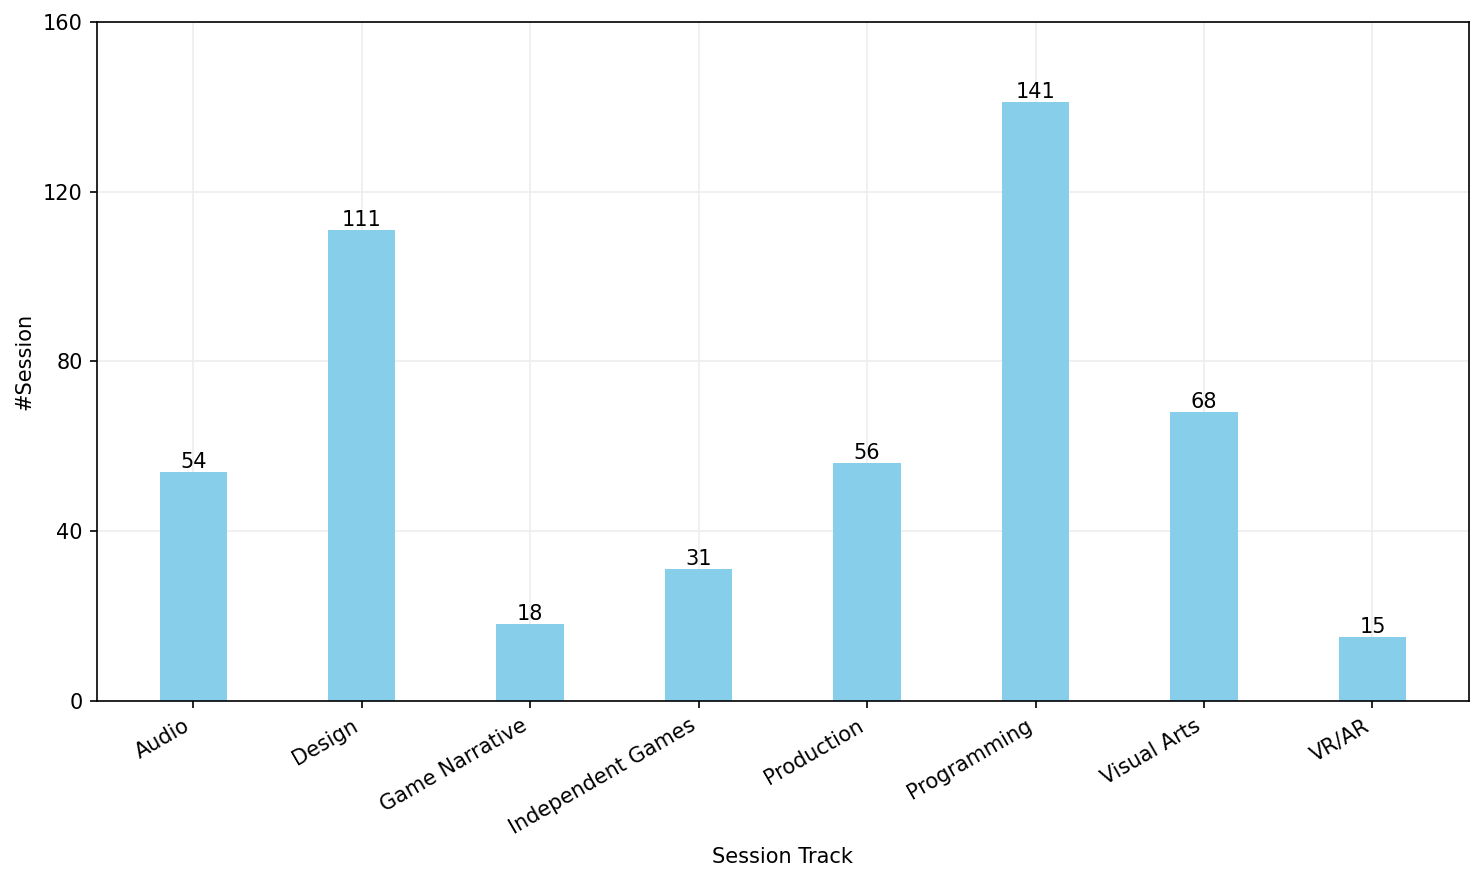 160
120
80
40
0
#Session
54
111
18
31
56
141
68
15
Audio
Design
Game Narrative
Independent Games
Production
Programming
Visual Arts
VR/AR
Session Track